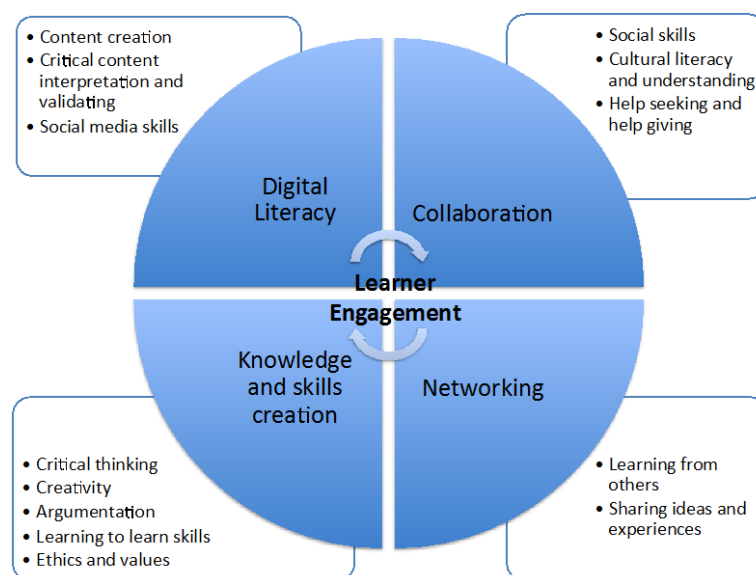 • Content creation
• Critical content
interpretation and
validating
• Social media skills
• Social skills
• Cultural literacy
and understanding
• Help seeking and
help giving
Digital
Literacy
Collaboration
Learner
Engagement
Knowledge
and skills
creation
Networking
• Critical thinking
• Creativity
• Argumentation
• Learning to learn skills
• Ethics and values
• Learning from
others
• Sharing ideas and
experiences